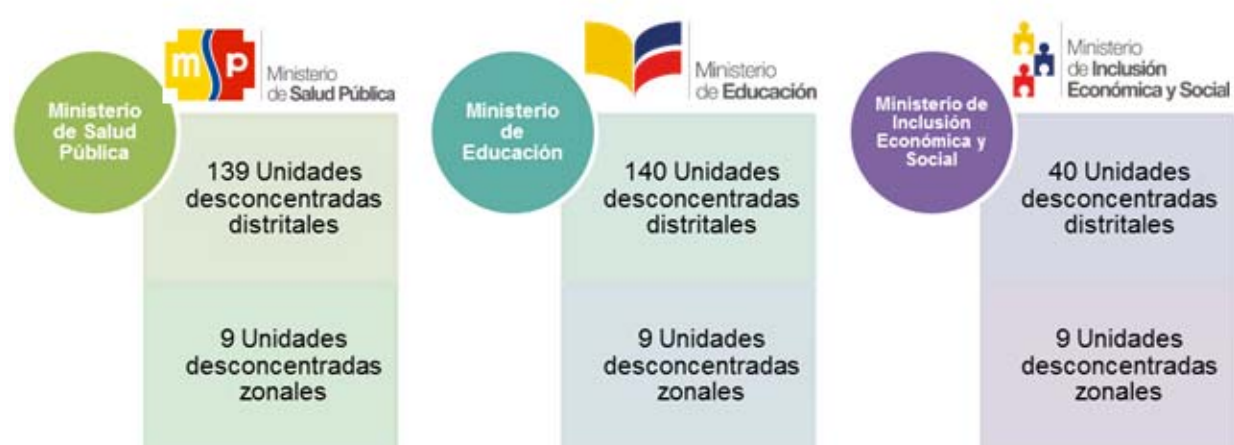 Ministerio
de Salud
Pública
msp
Ministerio
de Salud Pública
139 Unidades
desconcentradas
distritales
9 Unidades
desconcentradas
zonales
Ministerio
de
Educación
Ministerio
de Educación
140 Unidades
desconcentradas
distritales
9 Unidades
desconcentradas
zonales
Ministerio de
Inclusión
Económica y
Social
Ministerio
de Inclusión
Económica y Social
40 Unidades
desconcentradas
distritales
9 Unidades
desconcentradas
zonales